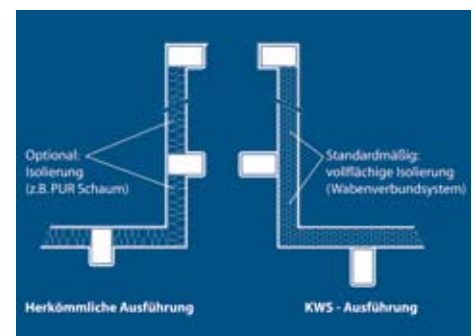 Optional:
Isolierung
(z.B. PUR Schaum)
Standardmäßig:
vollflächige Isolierung
(Wabenverbundsystem)
Herkömmliche Ausführung
KWS - Ausführung